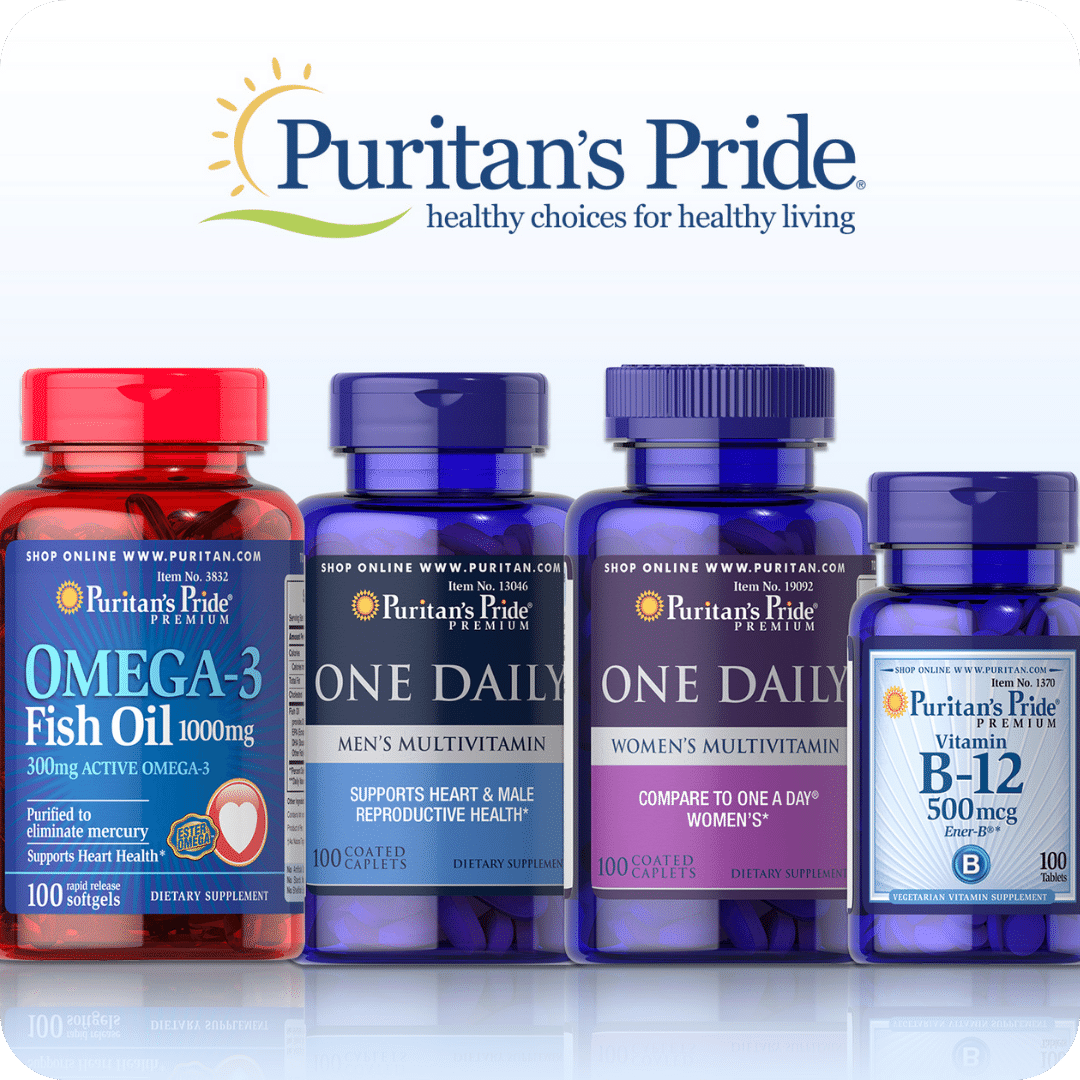 Puritan's Pride®
healthy choices for healthy living
SHOP ONLINE WWW.PURITAN.COM
Item No. 3832
Puritan's Pride®
PREMIUM
OMEGA-3
Fish Oil 1000mg
300mg ACTIVE OMEGA-3
Purified to
eliminate mercury
Supports Heart Health*
ESTER
OMEGA
100 rapid release
softgels
DIETARY SUPPLEMENT
SHOP ONLINE WWW.PURITAN.COM
Item No. 13046
Puritan's Pride®
PREMIUM
ONE DAILY
MEN'S MULTIVITAMIN
SUPPORTS HEART & MALE
REPRODUCTIVE HEALTH*
100 COATED
CAPLETS
DIETARY SUPPLEMEN
SHOP ONLINE WWW.PURITAN.COM
Item No. 19092
Puritan's Pride®
PREMIUM
ONE DAILY
WOMEN'S MULTIVITAMIN
COMPARE TO ONE A DAY®
WOMEN'S*
100 COATED
CAPLETS
DIETARY SUPPLEMENT
SHOP ONLINE WWW.PURITAN.COM
Item No. 1370
Puritan's Pride®
PREMIUM
Vitamin
B-12
500 mcg
Ener-B®*
B
100
Tablets
VEGETARIAN VITAMIN SUPPLEMENT